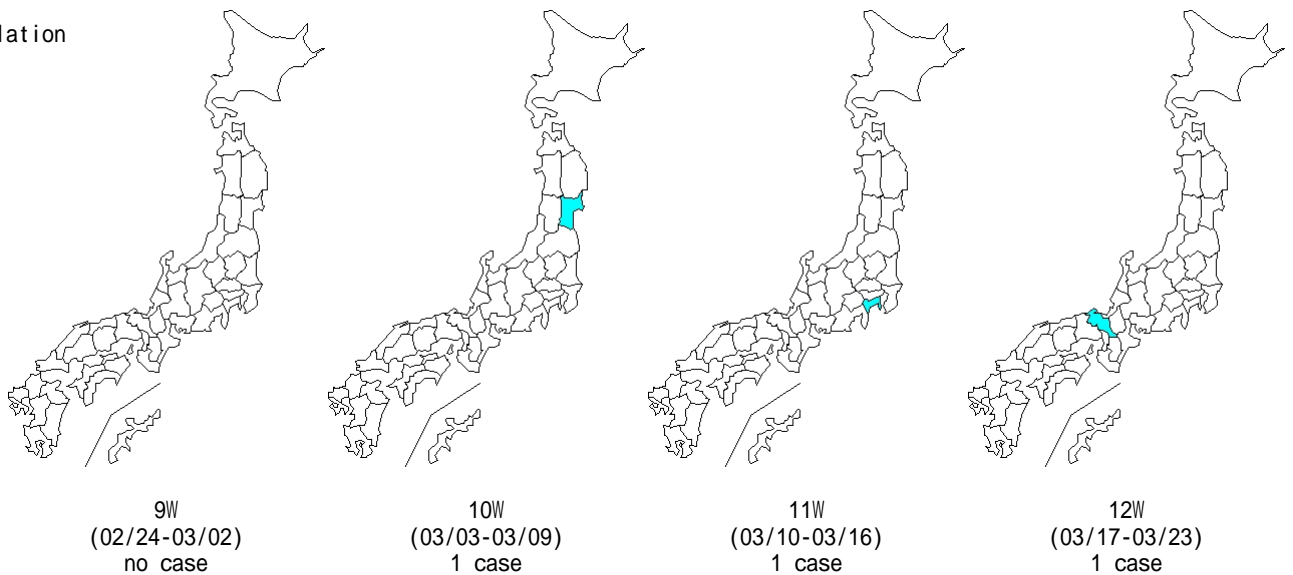 lation
9W
(02/24-03/02)
no case
10W
(03/03-03/09)
1 case
11W
(03/10-03/16)
1 case
12W
(03/17-03/23)
1 case